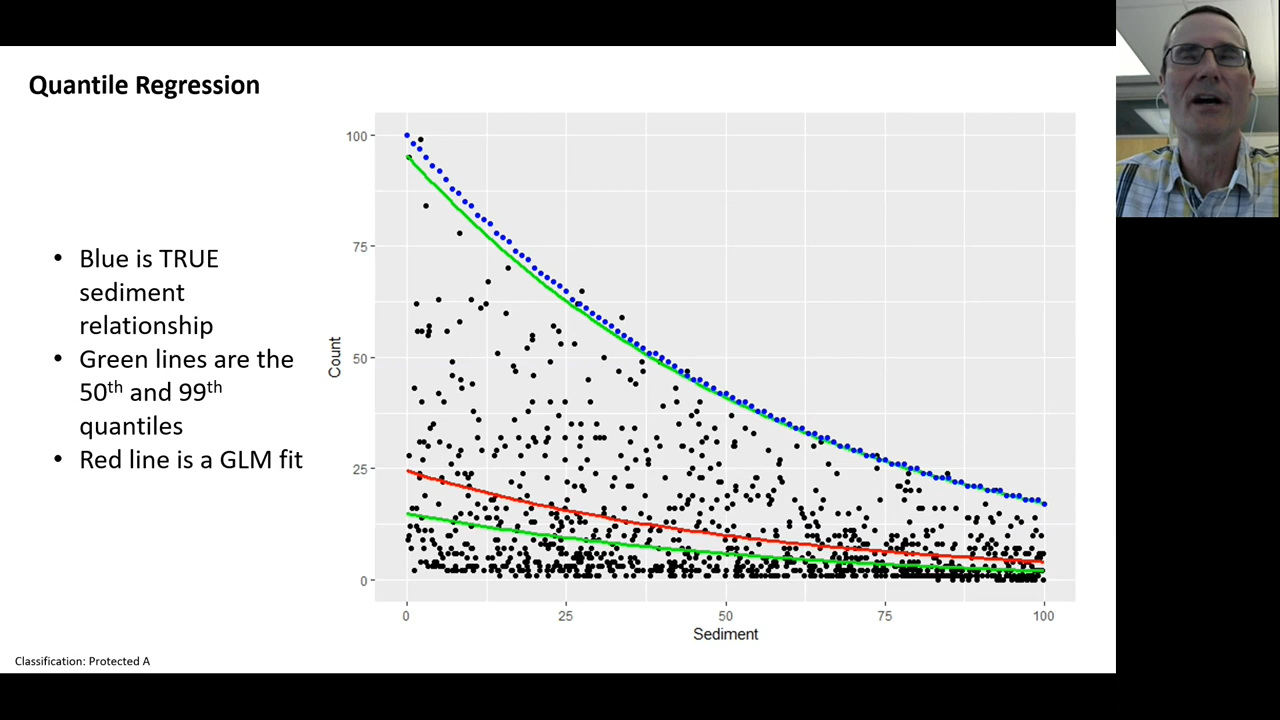 Quantile Regression
• Blue is TRUE
sediment
relationship
• Green lines are the
50th and 99th
quantiles
• Red line is a GLM fit
100
75
50
25
0
Count
0 25 50 75 100
Sediment
Classification: Protected A